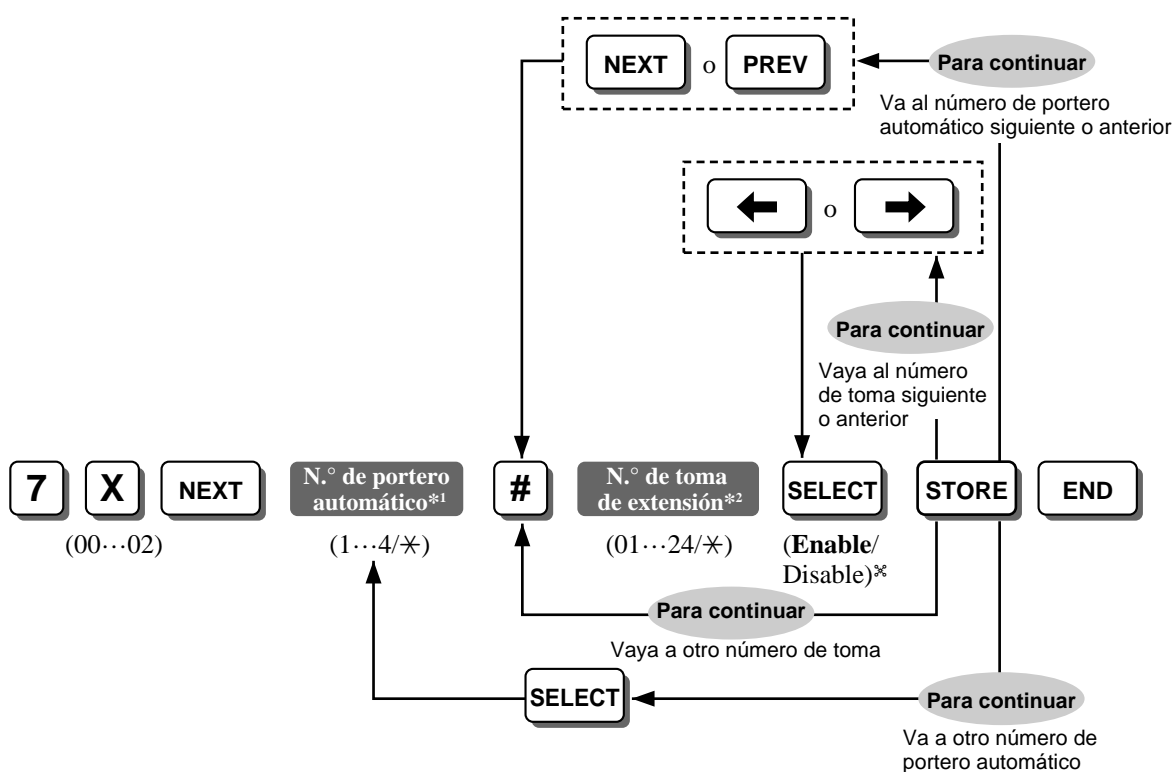 NEXT o PREV
Para continuar
Va al número de portero
automático siguiente o anterior
o
Para continuar
Vaya al número
de toma siguiente
o anterior
7 X NEXT N.° de portero automático*1 # N.° de toma de extensión*2 SELECT STORE END
(00⋯02) (1⋯4/✳) (01⋯24/✳) (Enable/
Disable)⌘
Para continuar
Vaya a otro número de toma
SELECT
Para continuar
Va a otro número de
portero automático